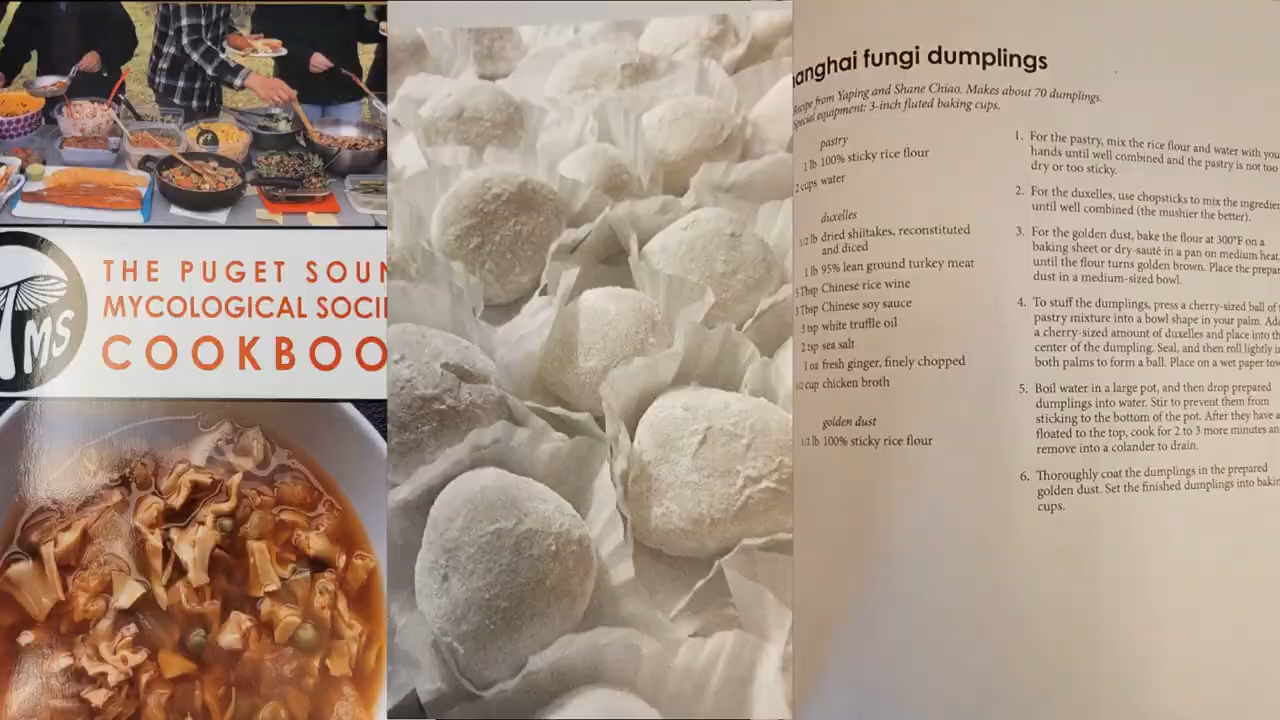 MS
THE PUGET SOUN
MYCOLOGICAL SOCI
COOKBOO
anghai fungi dumplings
Recipe from Yaping and Shane Chiao. Makes about 70 dumplings.
Special equipment: 3-inch fluted baking cups.
pastry
1 lb 100% sticky rice flour
2 cups water
duxelles
1/2 lb dried shiitakes, reconstituted
and diced
1 lb 95% lean ground turkey meat
5 Tbsp Chinese rice wine
3 Tbsp Chinese soy sauce
3 tsp white truffle oil
2 tsp sea salt
1 oz fresh ginger, finely chopped
1/2 cup chicken broth
golden dust
1/2 lb 100% sticky rice flour
1. For the pastry, mix the rice flour and water with you
hands until well combined and the pastry is not too
dry or too sticky.
2. For the duxelles, use chopsticks to mix the ingredien
until well combined (the mushier the better).
3. For the golden dust, bake the flour at 300°F on a
baking sheet or dry-sauté in a pan on medium heat
until the flour turns golden brown. Place the prepar
dust in a medium-sized bowl.
4. To stuff the dumplings, press a cherry-sized ball of t
pastry mixture into a bowl shape in your palm. Ad
a cherry-sized amount of duxelles and place into th
center of the dumpling. Seal, and then roll lightly i
both palms to form a ball. Place on a wet paper tow
5. Boil water in a large pot, and then drop prepared
dumplings into water. Stir to prevent them from
sticking to the bottom of the pot. After they have a
floated to the top, cook for 2 to 3 more minutes an
remove into a colander to drain.
6. Thoroughly coat the dumplings in the prepared
golden dust. Set the finished dumplings into bakin
cups.